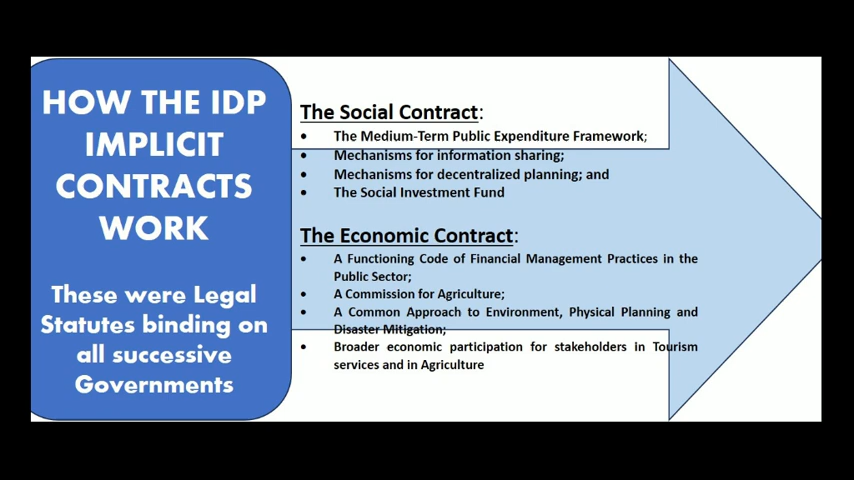 HOW THE IDP
IMPLICIT
CONTRACTS
WORK
These were Legal
Statutes binding on
all successive
Governments
The Social Contract:
• The Medium-Term Public Expenditure Framework;
• Mechanisms for information sharing;
• Mechanisms for decentralized planning; and
• The Social Investment Fund
The Economic Contract:
• A Functioning Code of Financial Management Practices in the
Public Sector;
• A Commission for Agriculture;
• A Common Approach to Environment, Physical Planning and
Disaster Mitigation;
• Broader economic participation for stakeholders in Tourism
services and in Agriculture